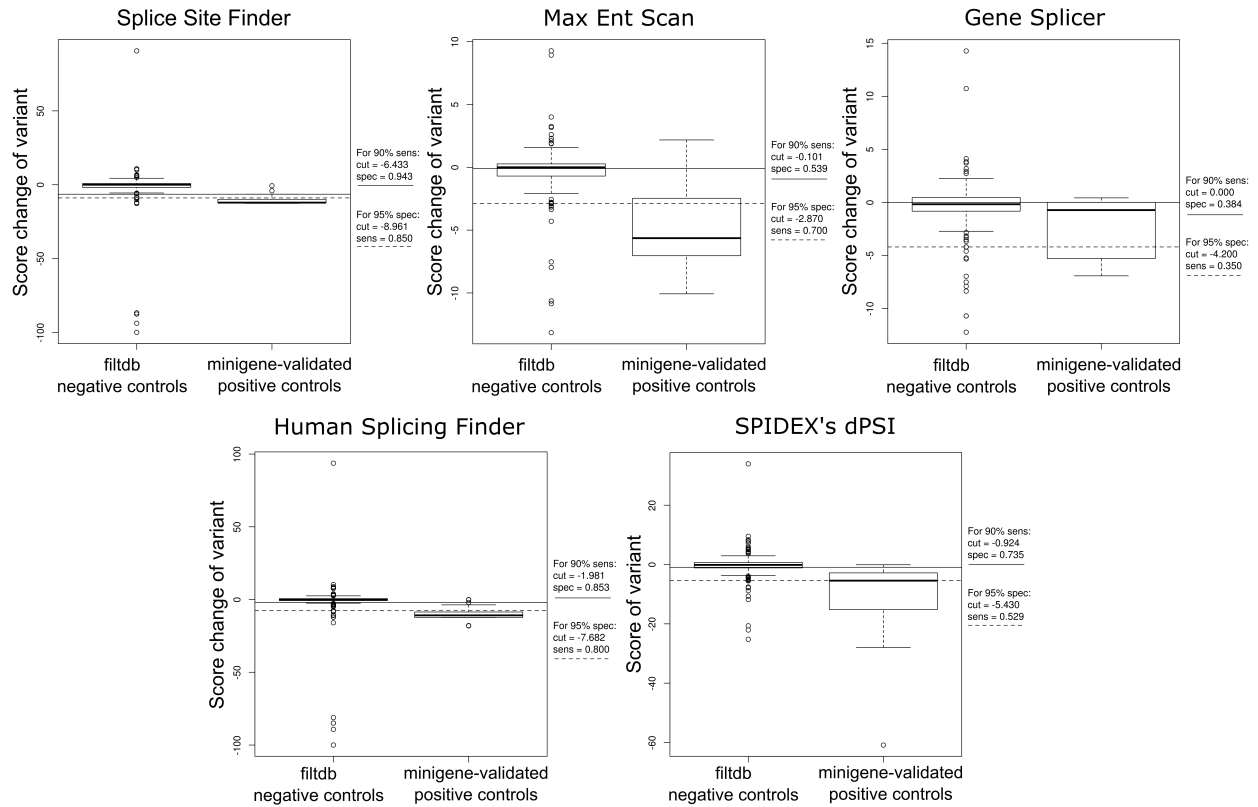 Splice Site Finder
Score change of variant
50
0
-50
-100
For 90% sens:
cut = -6.433
spec = 0.943
For 95% spec:
cut = -8.961
sens = 0.850
filtdb
negative controls
minigene-validated
positive controls
Max Ent Scan
Score change of variant
10
5
0
-5
-10
For 90% sens:
cut = -0.101
spec = 0.539
For 95% spec:
cut = -2.870
sens = 0.700
filtdb
negative controls
minigene-validated
positive controls
Gene Splicer
Score change of variant
15
10
5
0
-5
-10
For 90% sens:
cut = 0.000
spec = 0.384
For 95% spec:
cut = -4.200
sens = 0.350
filtdb
negative controls
minigene-validated
positive controls
Human Splicing Finder
Score change of variant
100
50
0
-50
-100
For 90% sens:
cut = -1.981
spec = 0.853
For 95% spec:
cut = -7.682
sens = 0.800
filtdb
negative controls
minigene-validated
positive controls
SPIDEX's dPSI
Score of variant
20
0
-20
-40
-60
For 90% sens:
cut = -0.924
spec = 0.735
For 95% spec:
cut = -5.430
sens = 0.529
filtdb
negative controls
minigene-validated
positive controls